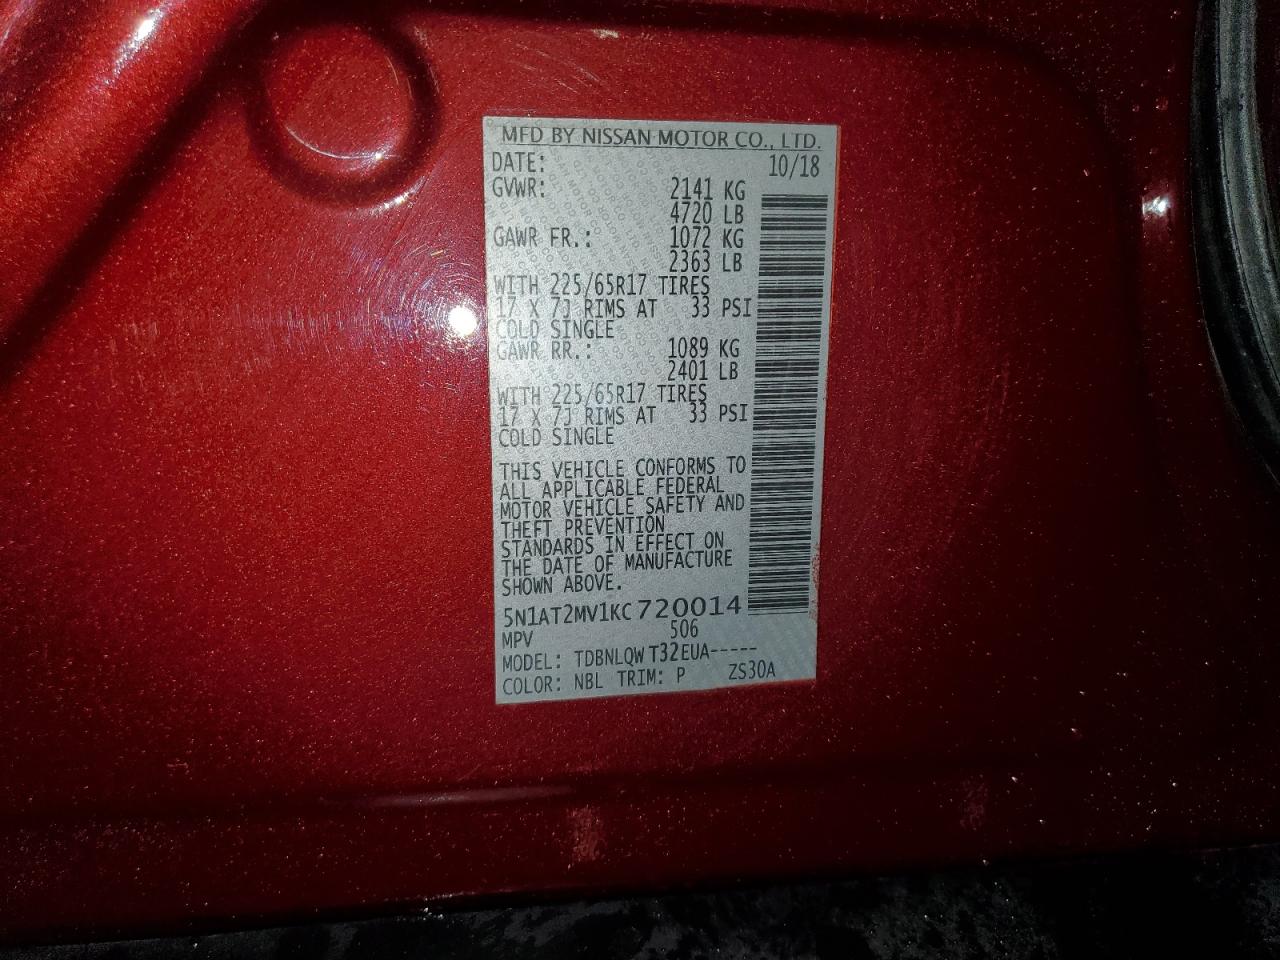 MFD BY NISSAN MOTOR CO., LTD.
DATE: 10/18
GVWR: 2141 KG
4720 LB
GAWR FR.: 1072 KG
2363 LB
WITH 225/65R17 TIRES
17 X 7J RIMS AT 33 PSI
COLD SINGLE
GAWR RR.: 1089 KG
2401 LB
WITH 225/65R17 TIRES
17 X 7J RIMS AT 33 PSI
COLD SINGLE
THIS VEHICLE CONFORMS TO
ALL APPLICABLE FEDERAL
MOTOR VEHICLE SAFETY AND
THEFT PREVENTION
STANDARDS IN EFFECT ON
THE DATE OF MANUFACTURE
SHOWN ABOVE.
5N1AT2MV1KC720014
MPV 506
MODEL: TDBNLQWT32EUA-----
COLOR: NBL TRIM: P ZS30A